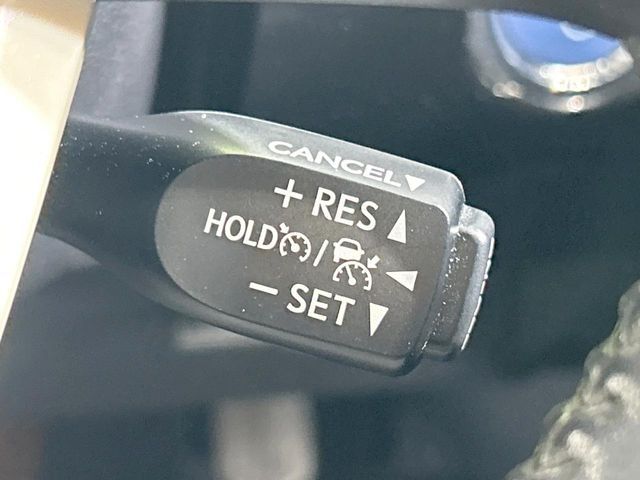 CANCEL▼
+ RES ▲
HOLD / ◀
− SET ▼